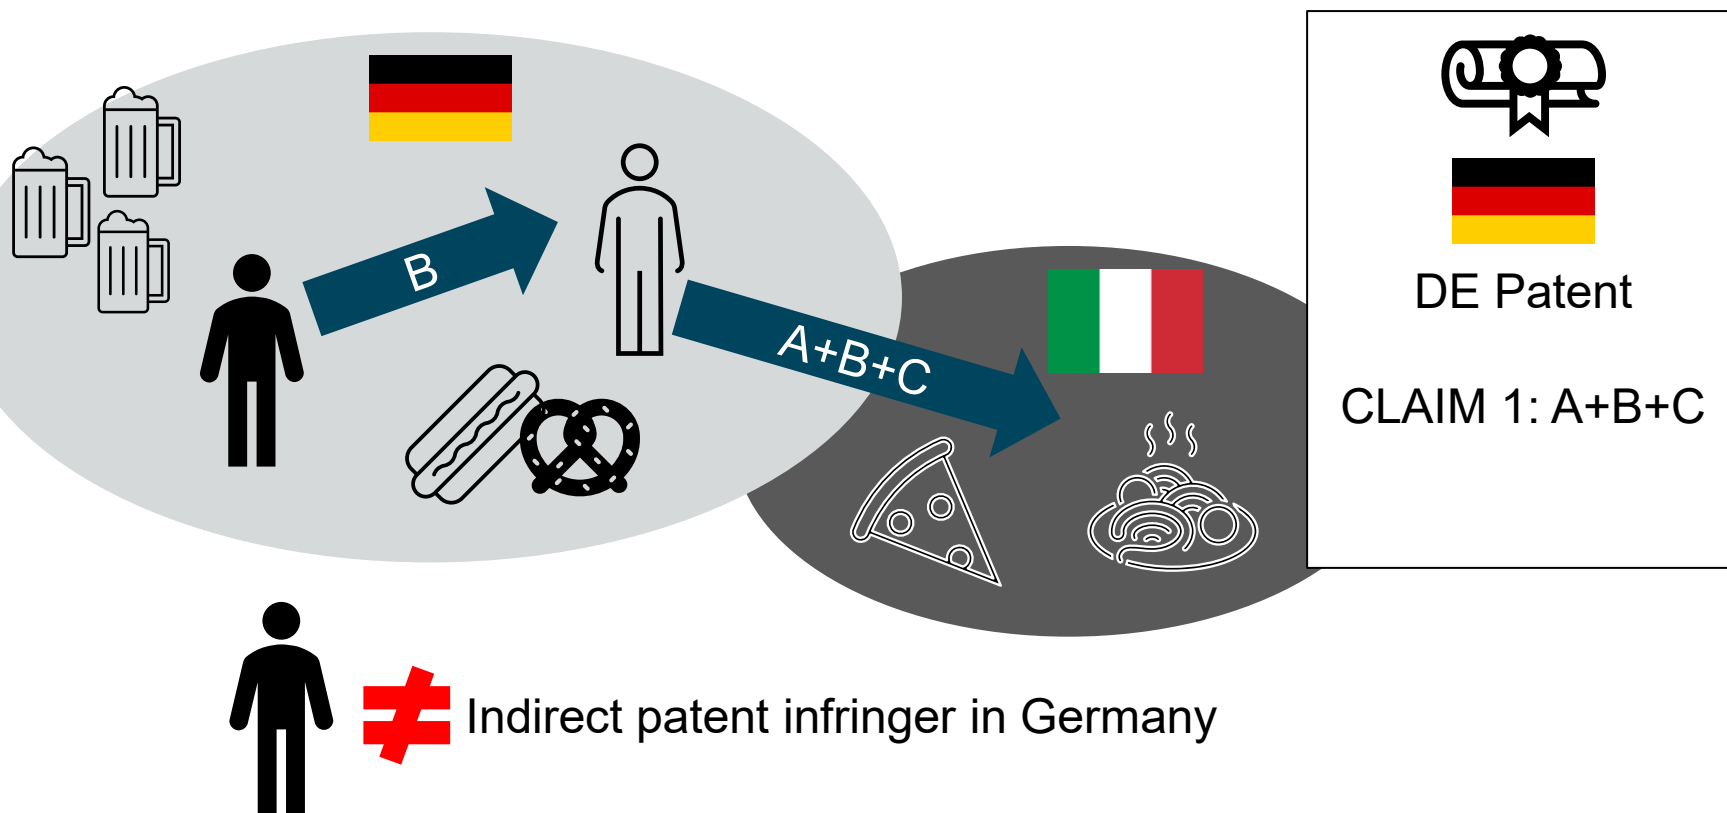 B
A+B+C
DE Patent
CLAIM 1: A+B+C
Indirect patent infringer in Germany